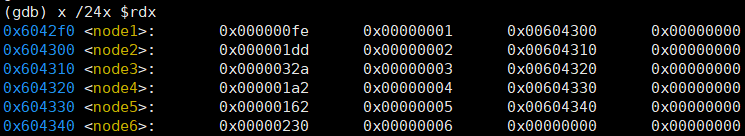 (gdb) x /24x $rdx
0x6042f0 <node1>: 0x000000fe 0x00000001 0x00604300 0x00000000
0x604300 <node2>: 0x000001dd 0x00000002 0x00604310 0x00000000
0x604310 <node3>: 0x0000032a 0x00000003 0x00604320 0x00000000
0x604320 <node4>: 0x000001a2 0x00000004 0x00604330 0x00000000
0x604330 <node5>: 0x00000162 0x00000005 0x00604340 0x00000000
0x604340 <node6>: 0x00000230 0x00000006 0x00000000 0x00000000